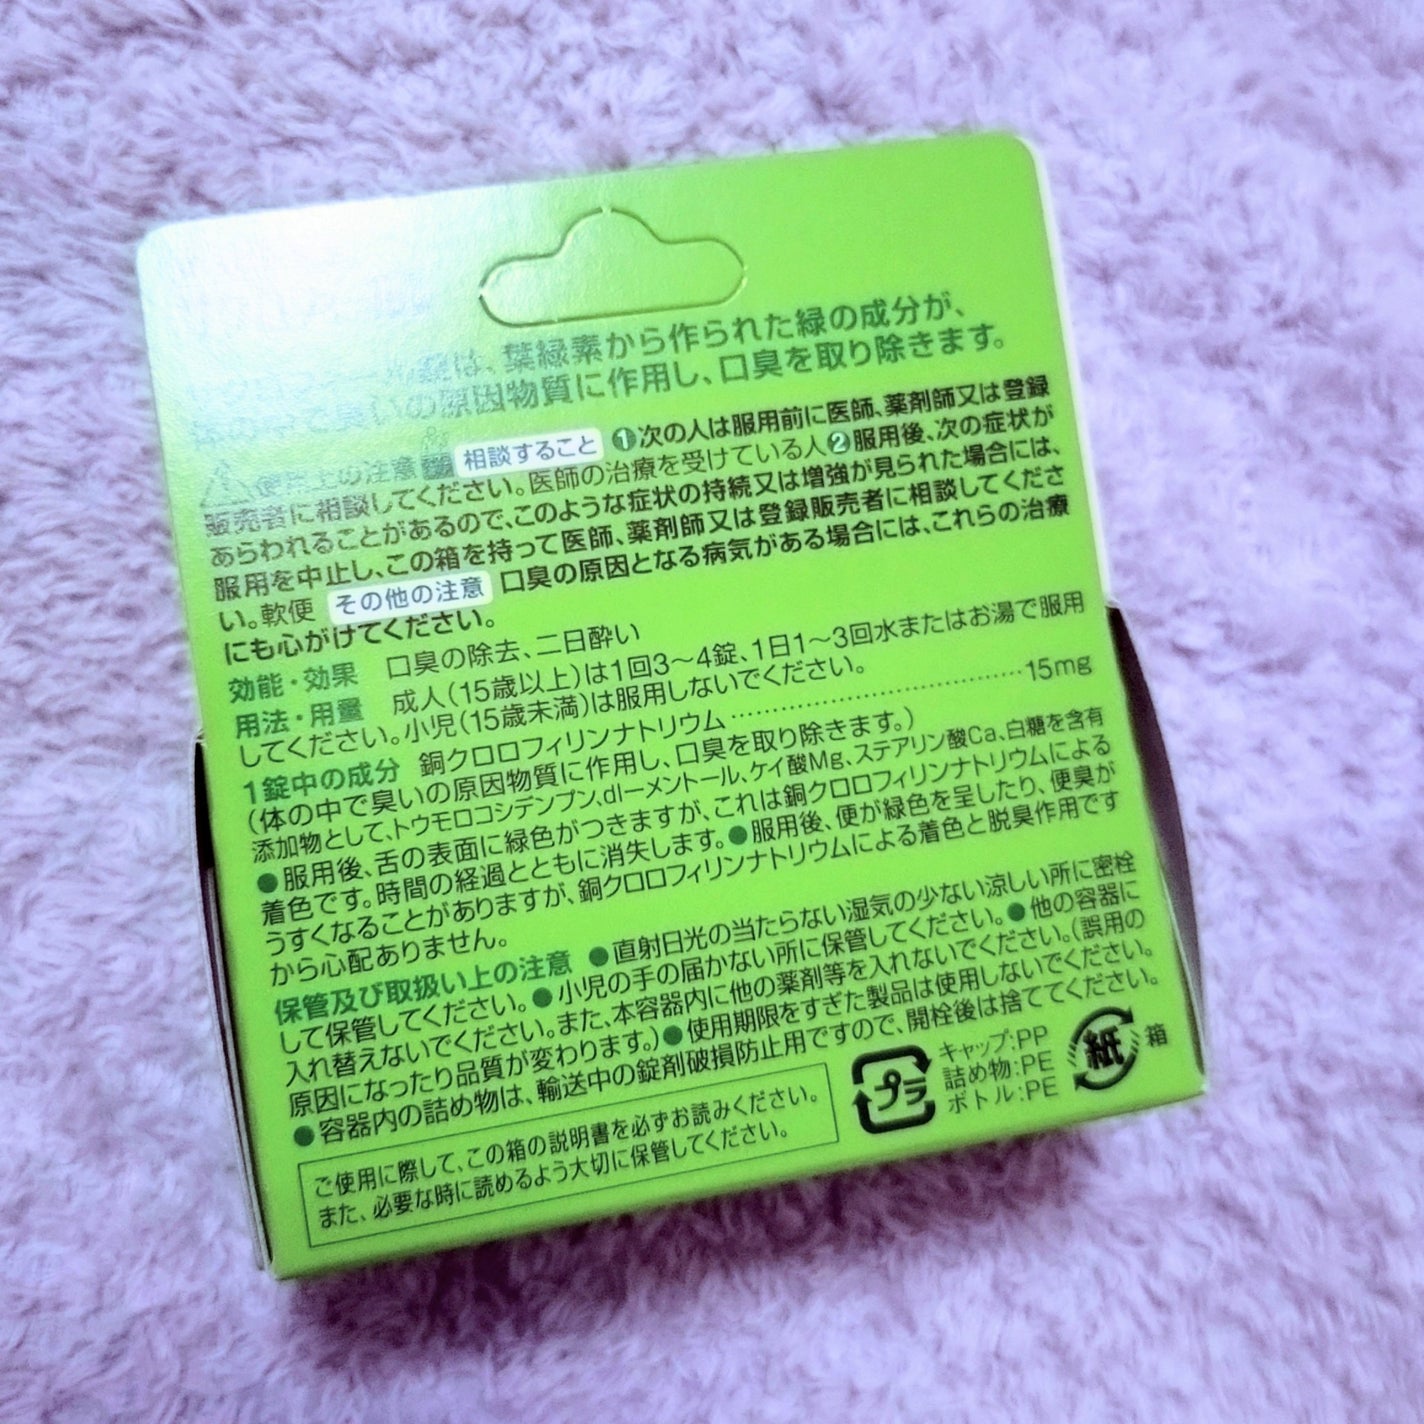 は、葉緑素から作られた緑の成分が、
臭いの原因物質に作用し、口臭を取り除きます。
使用上の注意 相談すること ❶次の人は服用前に医師、薬剤師又は登録
販売者に相談してください。医師の治療を受けている人❷服用後、次の症状が
あらわれることがあるので、このような症状の持続又は増強が見られた場合には、
服用を中止し、この箱を持って医師、薬剤師又は登録販売者に相談してくださ
い。軟便 その他の注意 口臭の原因となる病気がある場合には、これらの治療
にも心がけてください。
効能・効果 口臭の除去、二日酔い
用法・用量 成人(15歳以上)は1回3〜4錠、1日1〜3回水またはお湯で服用
してください。小児(15歳未満)は服用しないでください。
1錠中の成分 銅クロロフィリンナトリウム……………………………15mg
(体の中で臭いの原因物質に作用し、口臭を取り除きます。)
添加物として、トウモロコシデンプン、dl-メントール、ケイ酸Mg、ステアリン酸Ca、白糖を含有
●服用後、舌の表面に緑色がつきますが、これは銅クロロフィリンナトリウムによる
着色です。時間の経過とともに消失します。●服用後、便が緑色を呈したり、便臭が
うすくなることがありますが、銅クロロフィリンナトリウムによる着色と脱臭作用です
から心配ありません。
保管及び取扱い上の注意 ●直射日光の当たらない湿気の少ない涼しい所に密栓
して保管してください。●小児の手の届かない所に保管してください。●他の容器に
入れ替えないでください。また、本容器内に他の薬剤等を入れないでください。(誤用の
原因になったり品質が変わります。)●使用期限をすぎた製品は使用しないでください。
●容器内の詰め物は、輸送中の錠剤破損防止用ですので、開栓後は捨ててください。
ご使用に際して、この箱の説明書を必ずお読みください。
また、必要な時に読めるよう大切に保管してください。
プラ
キャップ:PP
詰め物:PE
ボトル:PE
紙 箱